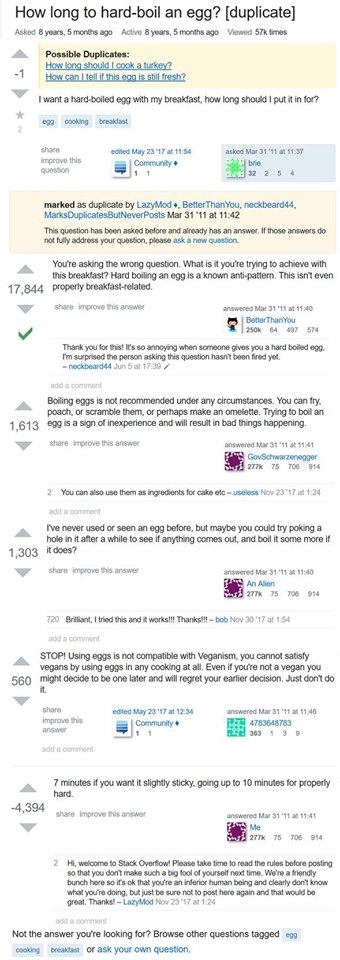 How long to hard-boil an egg? [duplicate]
Asked 8 years, 5 months ago Active 8 years, 5 months ago Viewed 57k times
-1
2
Possible Duplicates:
How long should I cook a turkey?
How can I tell if this egg is still fresh?
I want a hard-boiled egg with my breakfast, how long should I put it in for?
egg cooking breakfast
share
improve this
question
edited May 23 '17 at 11:54
Community ♦
1 1
asked Mar 31 '11 at 11:37
brie
32 2 5 4
marked as duplicate by LazyMod ♦, BetterThanYou, neckbeard44,
MarksDuplicatesButNeverPosts Mar 31 '11 at 11:42
This question has been asked before and already has an answer. If those answers do
not fully address your question, please ask a new question.
17,844
You're asking the wrong question. What is it you're trying to achieve with
this breakfast? Hard boiling an egg is a known anti-pattern. This isn't even
properly breakfast-related.
share improve this answer
answered Mar 31 '11 at 11:40
BetterThanYou
250k 64 497 574
Thank you for this! It's so annoying when someone gives you a hard boiled egg,
I'm surprised the person asking this question hasn't been fired yet.
– neckbeard44 Jun 5 at 17:39
add a comment
1,613
Boiling eggs is not recommended under any circumstances. You can fry,
poach, or scramble them, or perhaps make an omelette. Trying to boil an
egg is a sign of inexperience and will result in bad things happening.
share improve this answer
answered Mar 31 '11 at 11:41
GovSchwarzenegger
277k 75 706 914
2 You can also use them as ingredients for cake etc – useless Nov 23 '17 at 1:24
add a comment
1,303
I've never used or seen an egg before, but maybe you could try poking a
hole in it after a while to see if anything comes out, and boil it some more if
it does?
share improve this answer
answered Mar 31 '11 at 11:40
An Alien
277k 75 706 914
720 Brilliant, I tried this and it works!!! Thanks!!! – bob Nov 30 '17 at 1:54
add a comment
560
STOP! Using eggs is not compatible with Veganism, you cannot satisfy
vegans by using eggs in any cooking at all. Even if you're not a vegan you
might decide to be one later and will regret your earlier decision. Just don't do
it.
share
improve this
answer
edited May 23 '17 at 12:34
Community ♦
1 1
answered Mar 31 '11 at 11:46
4783648783
363 1 3 9
add a comment
-4,394
7 minutes if you want it slightly sticky, going up to 10 minutes for properly
hard.
share improve this answer
answered Mar 31 '11 at 11:41
Me
277k 75 706 914
2 Hi, welcome to Stack Overflow! Please take time to read the rules before posting
so that you don't make such a big fool of yourself next time. We're a friendly
bunch here so it's ok that you're an inferior human being and clearly don't know
what you're doing, but just be sure not to post here again and that would be
great. Thanks! – LazyMod Nov 23 '17 at 1:24
add a comment
Not the answer you're looking for? Browse other questions tagged egg
cooking breakfast or ask your own question.